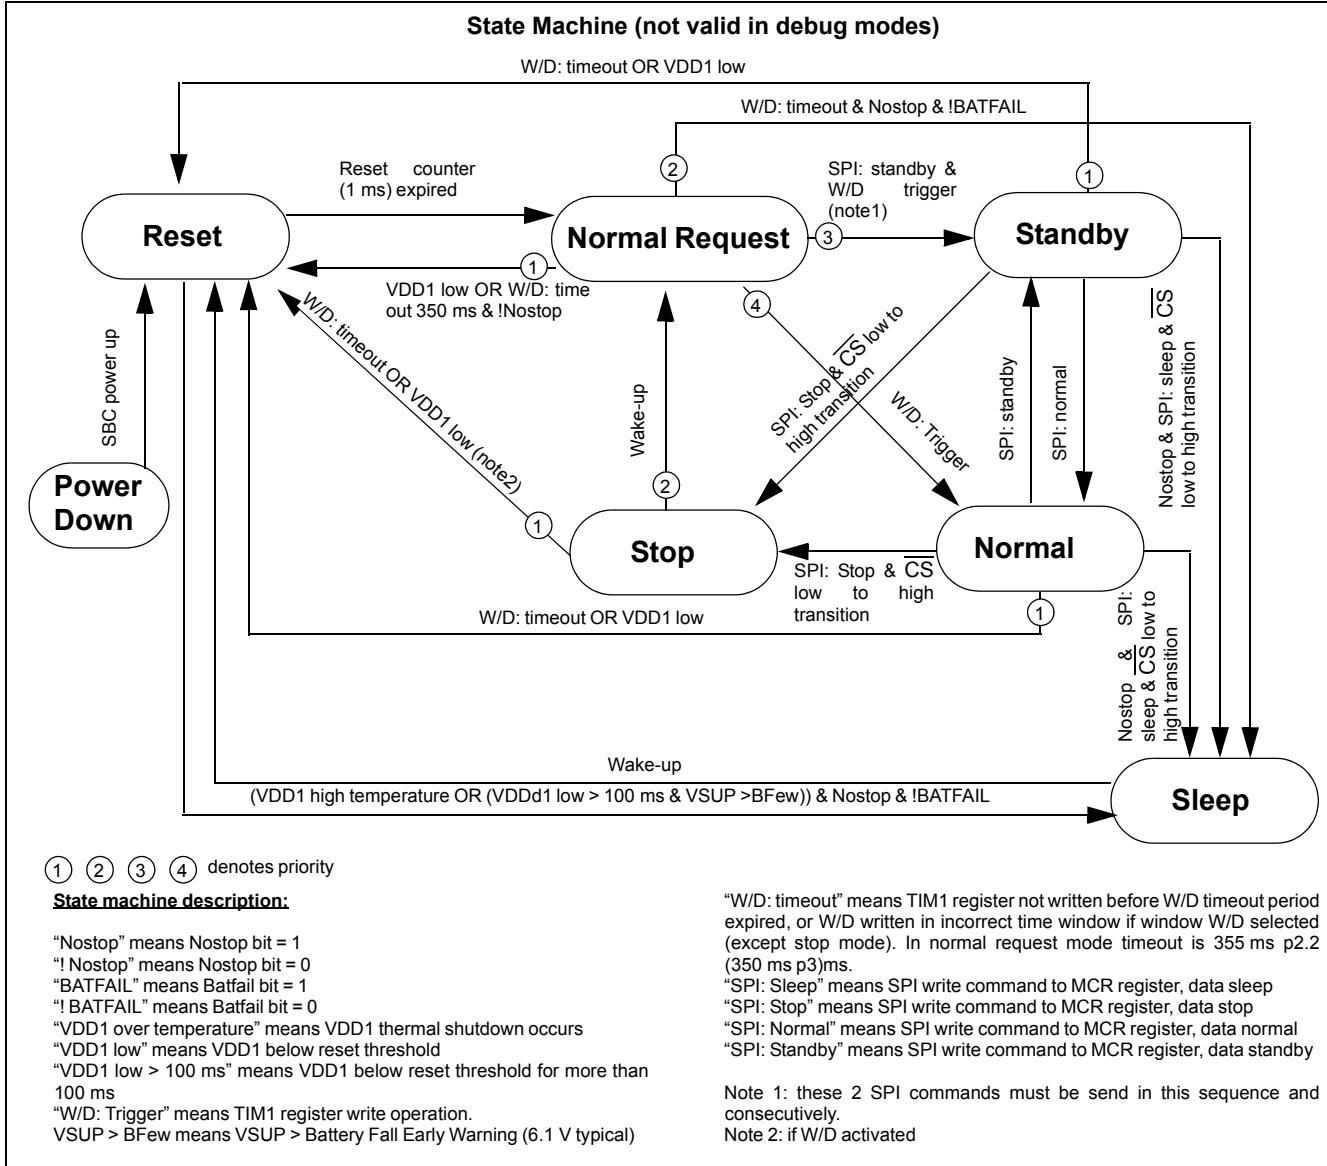 State Machine (not valid in debug modes)
W/D: timeout OR VDD1 low
W/D: timeout & Nostop & !BATFAIL
2
1
Reset counter
(1 ms) expired
SPI: standby &
W/D trigger
(note1)
Reset
Normal Request
3
Standby
1
4
VDD1 low OR W/D: time
out 350 ms & !Nostop
W/D: timeout OR VDD1 low (note2)
SPI: Stop & CS low to
high transition
W/D: Trigger
SBC power up
Wake-up
SPI: standby
SPI: normal
Nostop & SPI: sleep & CS
low to high transition
Power
Down
2
1
Stop
Normal
SPI: Stop & CS
low to high
transition
1
W/D: timeout OR VDD1 low
Nostop & SPI:
sleep & CS low to
high transition
Wake-up
(VDD1 high temperature OR (VDDd1 low > 100 ms & VSUP >BFew)) & Nostop & !BATFAIL
Sleep
1 2 3 4 denotes priority
State machine description:
"Nostop" means Nostop bit = 1
"! Nostop" means Nostop bit = 0
"BATFAIL" means Batfail bit = 1
"! BATFAIL" means Batfail bit = 0
"VDD1 over temperature" means VDD1 thermal shutdown occurs
"VDD1 low" means VDD1 below reset threshold
"VDD1 low > 100 ms" means VDD1 below reset threshold for more than
100 ms
"W/D: Trigger" means TIM1 register write operation.
VSUP > BFew means VSUP > Battery Fall Early Warning (6.1 V typical)
"W/D: timeout" means TIM1 register not written before W/D timeout period
expired, or W/D written in incorrect time window if window W/D selected
(except stop mode). In normal request mode timeout is 355 ms p2.2
(350 ms p3)ms.
"SPI: Sleep" means SPI write command to MCR register, data sleep
"SPI: Stop" means SPI write command to MCR register, data stop
"SPI: Normal" means SPI write command to MCR register, data normal
"SPI: Standby" means SPI write command to MCR register, data standby
Note 1: these 2 SPI commands must be send in this sequence and
consecutively.
Note 2: if W/D activated